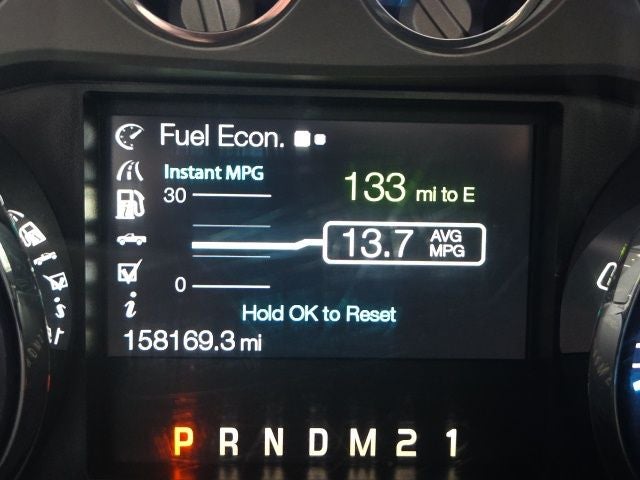 Fuel Econ.
Instant MPG
30
133 mi to E
13.7 AVG MPG
0
Hold OK to Reset
158169.3 mi
P R N D M 2 1